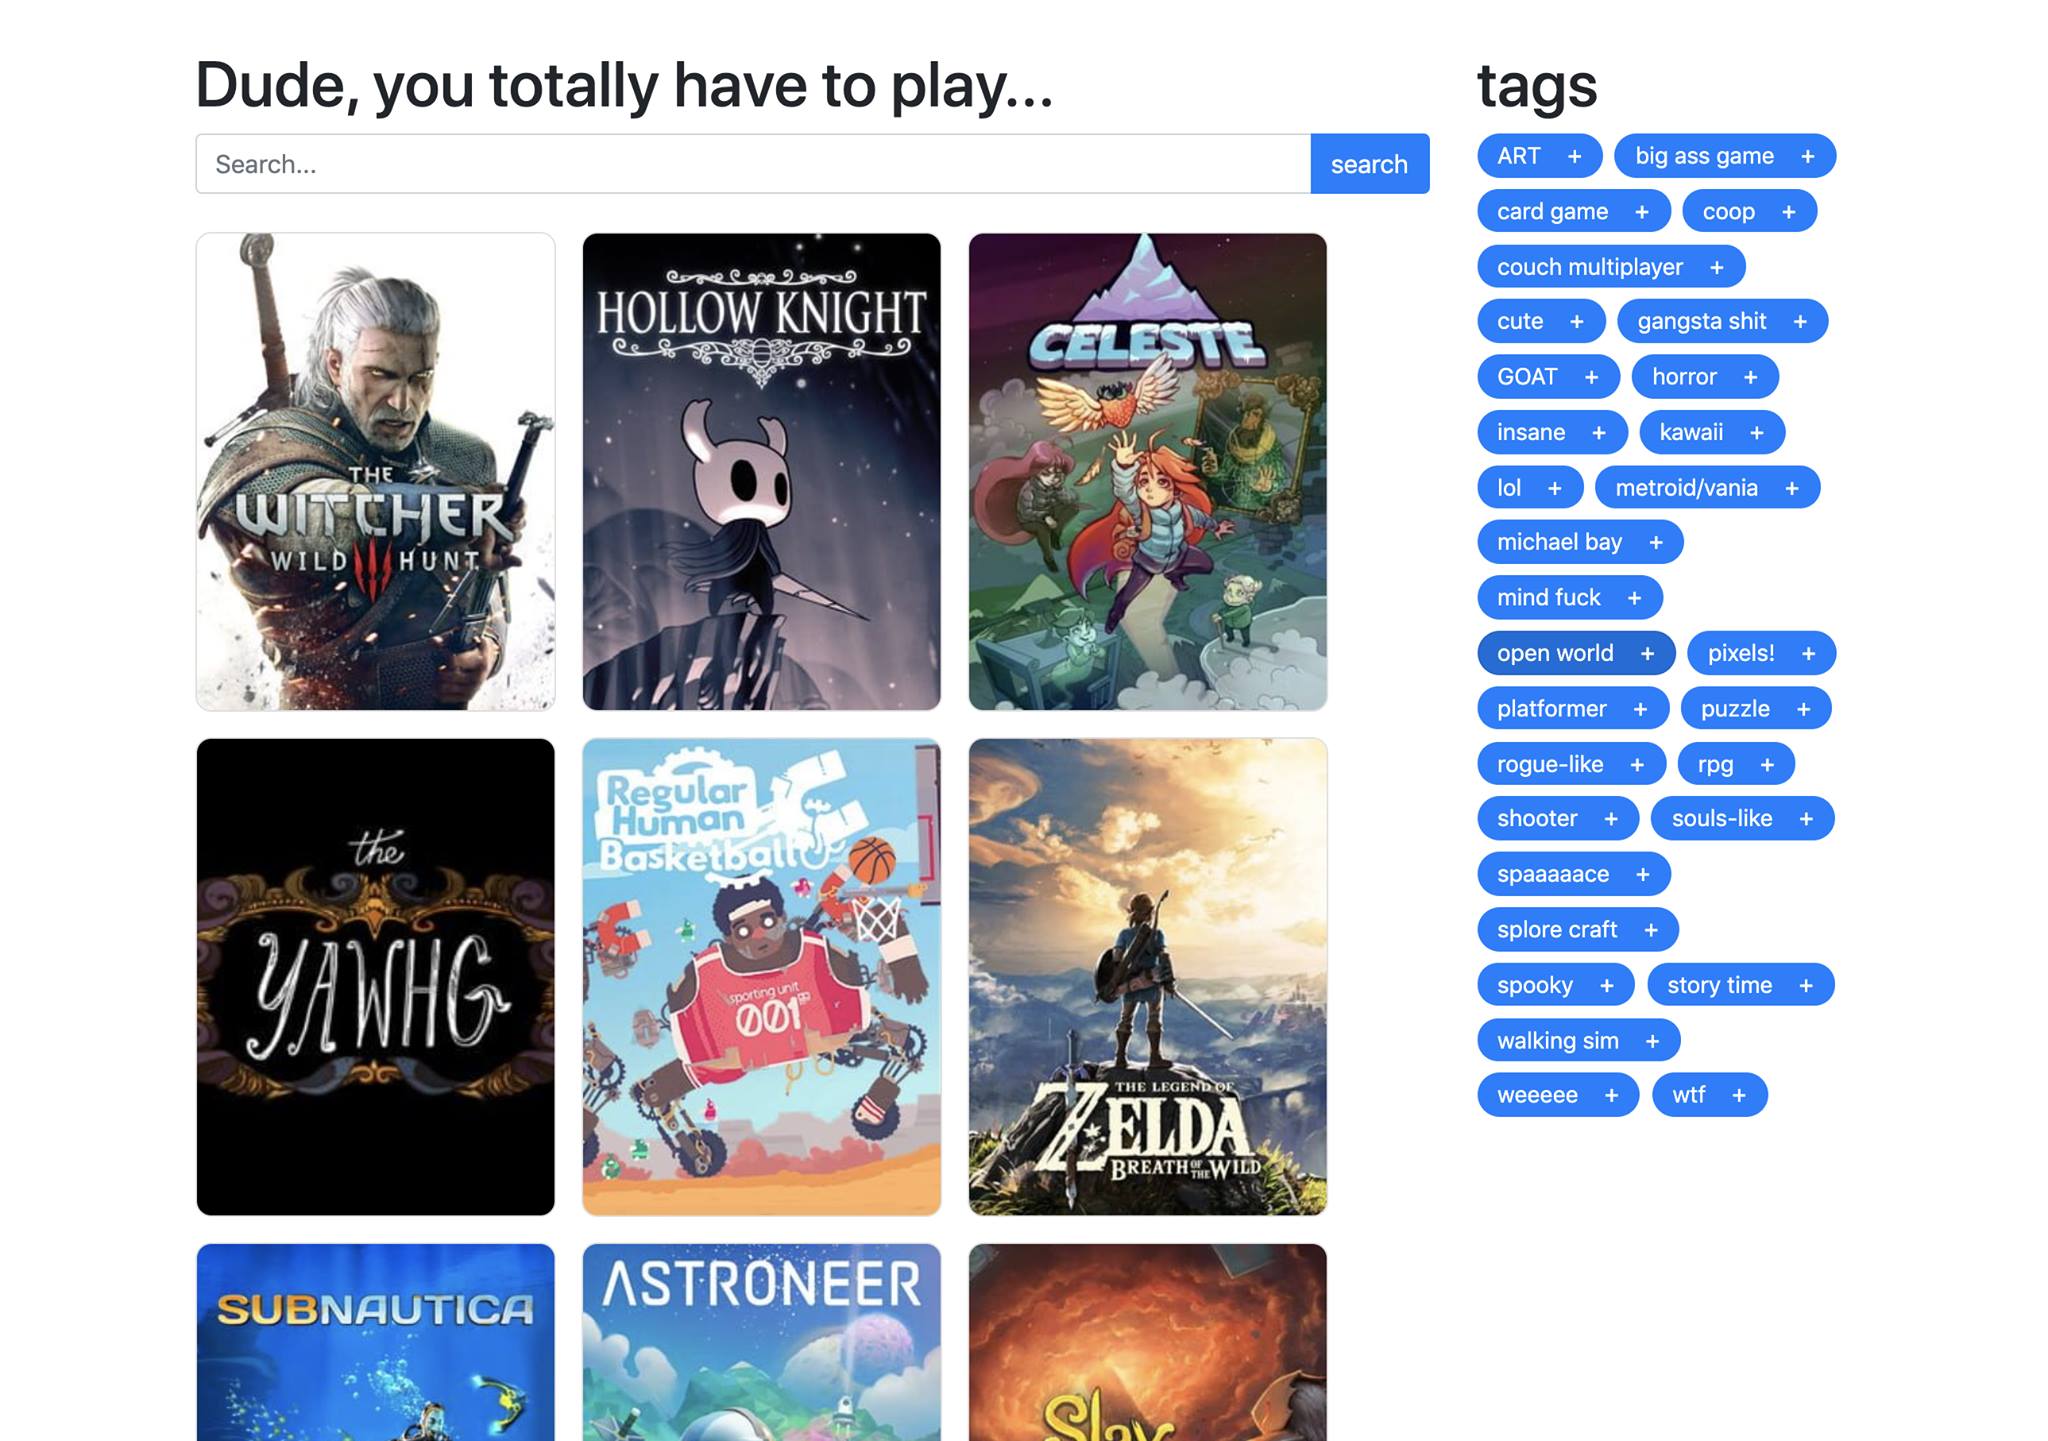 Dude, you totally have to play...
Search...
search
THE
WITCHER
WILD III HUNT
HOLLOW KNIGHT
CELESTE
the
YAWHG
Regular
Human
Basketball
sporting unit
001
THE LEGEND OF
ZELDA
BREATH OF THE WILD
SUBNAUTICA
ASTRONEER
Slay
tags
ART +
big ass game +
card game +
coop +
couch multiplayer +
cute +
gangsta shit +
GOAT +
horror +
insane +
kawaii +
lol +
metroid/vania +
michael bay +
mind fuck +
open world +
pixels! +
platformer +
puzzle +
rogue-like +
rpg +
shooter +
souls-like +
spaaaaace +
splore craft +
spooky +
story time +
walking sim +
weeeee +
wtf +